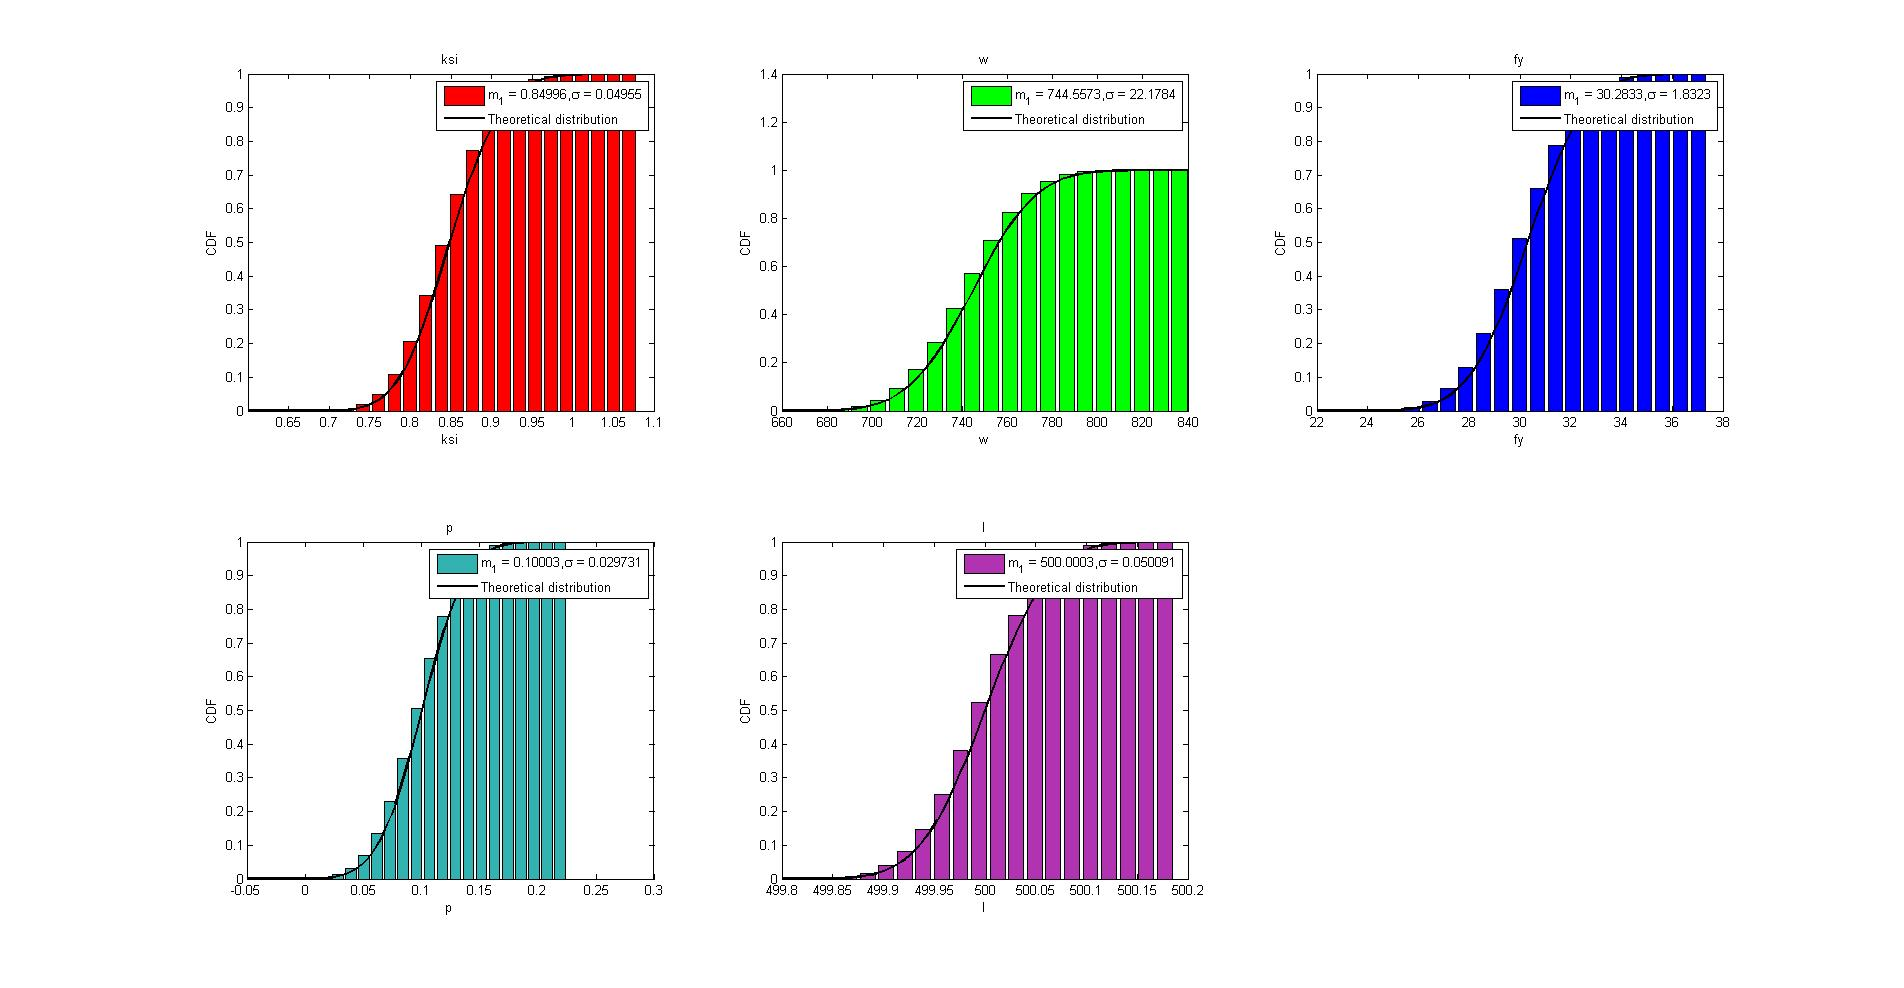 ksi
1
0.9
0.8
0.7
0.6
0.5
0.4
0.3
0.2
0.1
0
CDF
m1 = 0.84996,σ = 0.04955
Theoretical distribution
0.65 0.7 0.75 0.8 0.85 0.9 0.95 1 1.05 1.1
ksi
w
1.4
1.2
1
0.8
0.6
0.4
0.2
0
CDF
m1 = 744.5573,σ = 22.1784
Theoretical distribution
660 680 700 720 740 760 780 800 820 840
w
fy
1
0.9
0.8
0.7
0.6
0.5
0.4
0.3
0.2
0.1
0
CDF
m1 = 30.2833,σ = 1.8323
Theoretical distribution
22 24 26 28 30 32 34 36 38
fy
p
1
0.9
0.8
0.7
0.6
0.5
0.4
0.3
0.2
0.1
0
CDF
m1 = 0.10003,σ = 0.029731
Theoretical distribution
-0.05 0 0.05 0.1 0.15 0.2 0.25 0.3
p
l
1
0.9
0.8
0.7
0.6
0.5
0.4
0.3
0.2
0.1
0
CDF
m1 = 500.0003,σ = 0.050091
Theoretical distribution
499.8 499.85 499.9 499.95 500 500.05 500.1 500.15 500.2
l